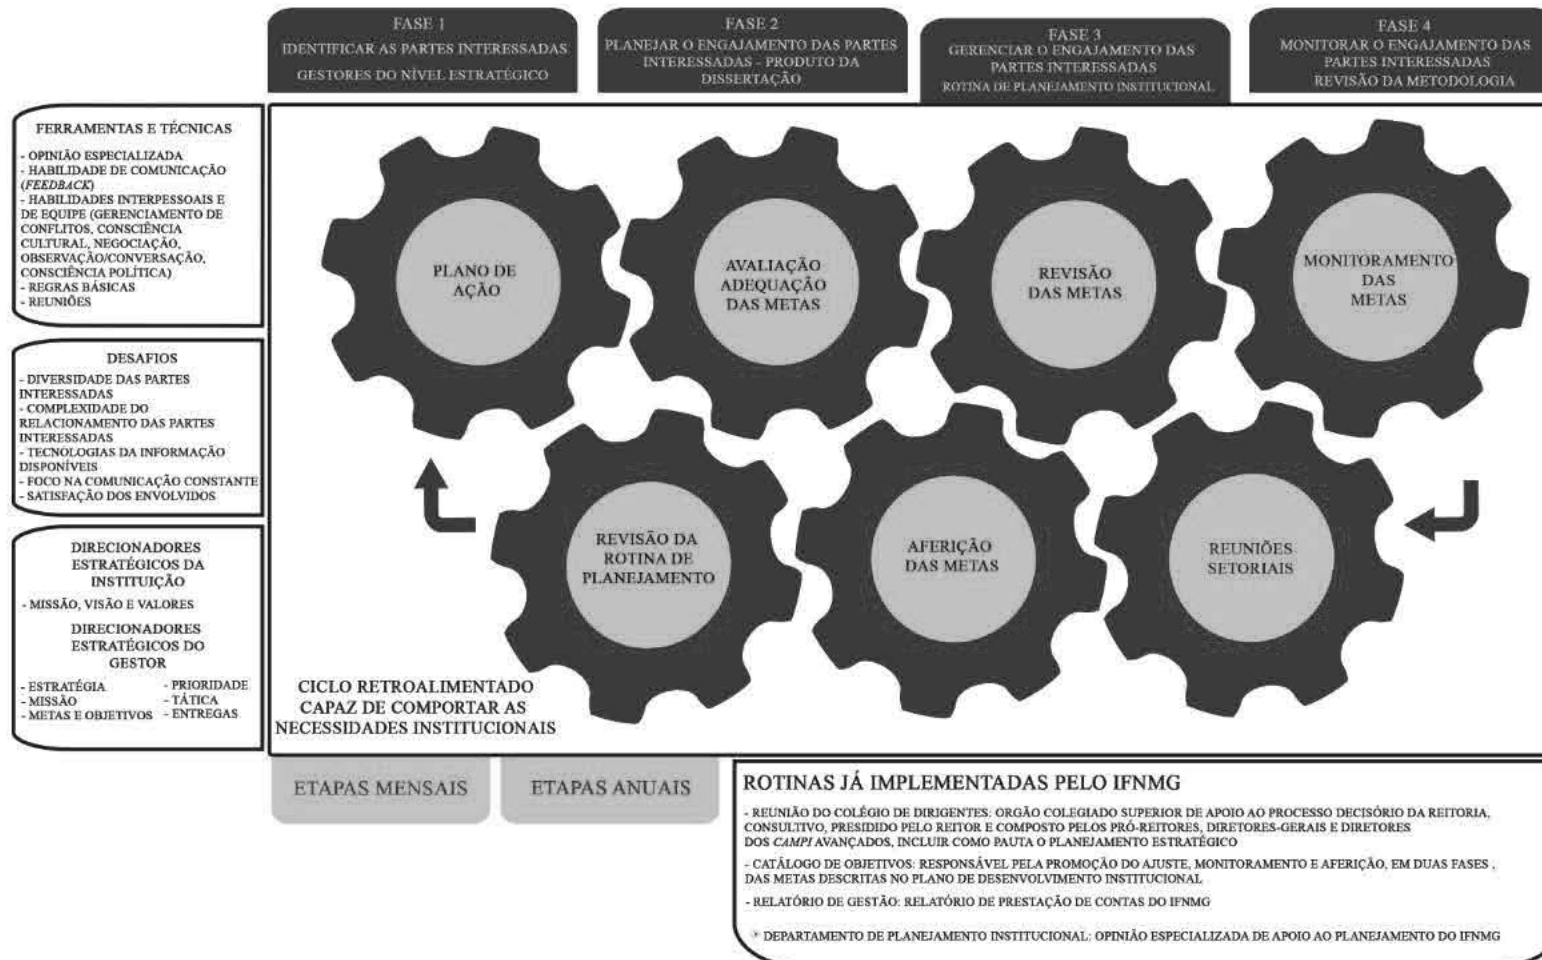 FASE 1
IDENTIFICAR AS PARTES INTERESSADAS
GESTORES DO NÍVEL ESTRATÉGICO
FASE 2
PLANEJAR O ENGAJAMENTO DAS PARTES
INTERESSADAS - PRODUTO DA
DISSERTAÇÃO
FASE 3
GERENCIAR O ENGAJAMENTO DAS
PARTES INTERESSADAS
ROTINA DE PLANEJAMENTO INSTITUCIONAL
FASE 4
MONITORAR O ENGAJAMENTO DAS
PARTES INTERESSADAS
REVISÃO DA METODOLOGIA
FERRAMENTAS E TÉCNICAS
- OPINIÃO ESPECIALIZADA
- HABILIDADE DE COMUNICAÇÃO
(FEEDBACK)
- HABILIDADES INTERPESSOAIS E
DE EQUIPE (GERENCIAMENTO DE
CONFLITOS, CONSCIÊNCIA
CULTURAL, NEGOCIAÇÃO,
OBSERVAÇÃO/CONVERSAÇÃO,
CONSCIÊNCIA POLÍTICA)
- REGRAS BÁSICAS
- REUNIÕES
DESAFIOS
- DIVERSIDADE DAS PARTES
INTERESSADAS
- COMPLEXIDADE DO
RELACIONAMENTO DAS PARTES
INTERESSADAS
- TECNOLOGIAS DA INFORMAÇÃO
DISPONÍVEIS
- FOCO NA COMUNICAÇÃO CONSTANTE
- SATISFAÇÃO DOS ENVOLVIDOS
DIRECIONADORES
ESTRATÉGICOS DA
INSTITUIÇÃO
- MISSÃO, VISÃO E VALORES
DIRECIONADORES
ESTRATÉGICOS DO
GESTOR
- ESTRATÉGIA - PRIORIDADE
- MISSÃO - TÁTICA
- METAS E OBJETIVOS - ENTREGAS
PLANO DE
AÇÃO
AVALIAÇÃO
ADEQUAÇÃO
DAS METAS
REVISÃO
DAS METAS
MONITORAMENTO
DAS
METAS
REVISÃO DA
ROTINA DE
PLANEJAMENTO
AFERIÇÃO
DAS METAS
REUNIÕES
SETORIAIS
CICLO RETROALIMENTADO
CAPAZ DE COMPORTAR AS
NECESSIDADES INSTITUCIONAIS
ETAPAS MENSAIS
ETAPAS ANUAIS
ROTINAS JÁ IMPLEMENTADAS PELO IFNMG
- REUNIÃO DO COLÉGIO DE DIRIGENTES: ORGÃO COLEGIADO SUPERIOR DE APOIO AO PROCESSO DECISÓRIO DA REITORIA,
CONSULTIVO, PRESIDIDO PELO REITOR E COMPOSTO PELOS PRÓ-REITORES, DIRETORES-GERAIS E DIRETORES
DOS CAMPI AVANÇADOS, INCLUIR COMO PAUTA O PLANEJAMENTO ESTRATÉGICO
- CATÁLOGO DE OBJETIVOS: RESPONSÁVEL PELA PROMOÇÃO DO AJUSTE, MONITORAMENTO E AFERIÇÃO, EM DUAS FASES ,
DAS METAS DESCRITAS NO PLANO DE DESENVOLVIMENTO INSTITUCIONAL
- RELATÓRIO DE GESTÃO: RELATÓRIO DE PRESTAÇÃO DE CONTAS DO IFNMG
* DEPARTAMENTO DE PLANEJAMENTO INSTITUCIONAL: OPINIÃO ESPECIALIZADA DE APOIO AO PLANEJAMENTO DO IFNMG